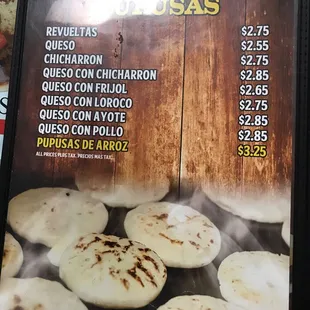 PUPUSAS
REVUELTAS $2.75
QUESO $2.55
CHICHARRON $2.75
QUESO CON CHICHARRON $2.85
QUESO CON FRIJOL $2.65
QUESO CON LOROCO $2.75
QUESO CON AYOTE $2.85
QUESO CON POLLO $2.85
PUPUSAS DE ARROZ $3.25
ALL PRICES PLUS TAX. PRECIOS MÁS TAX.